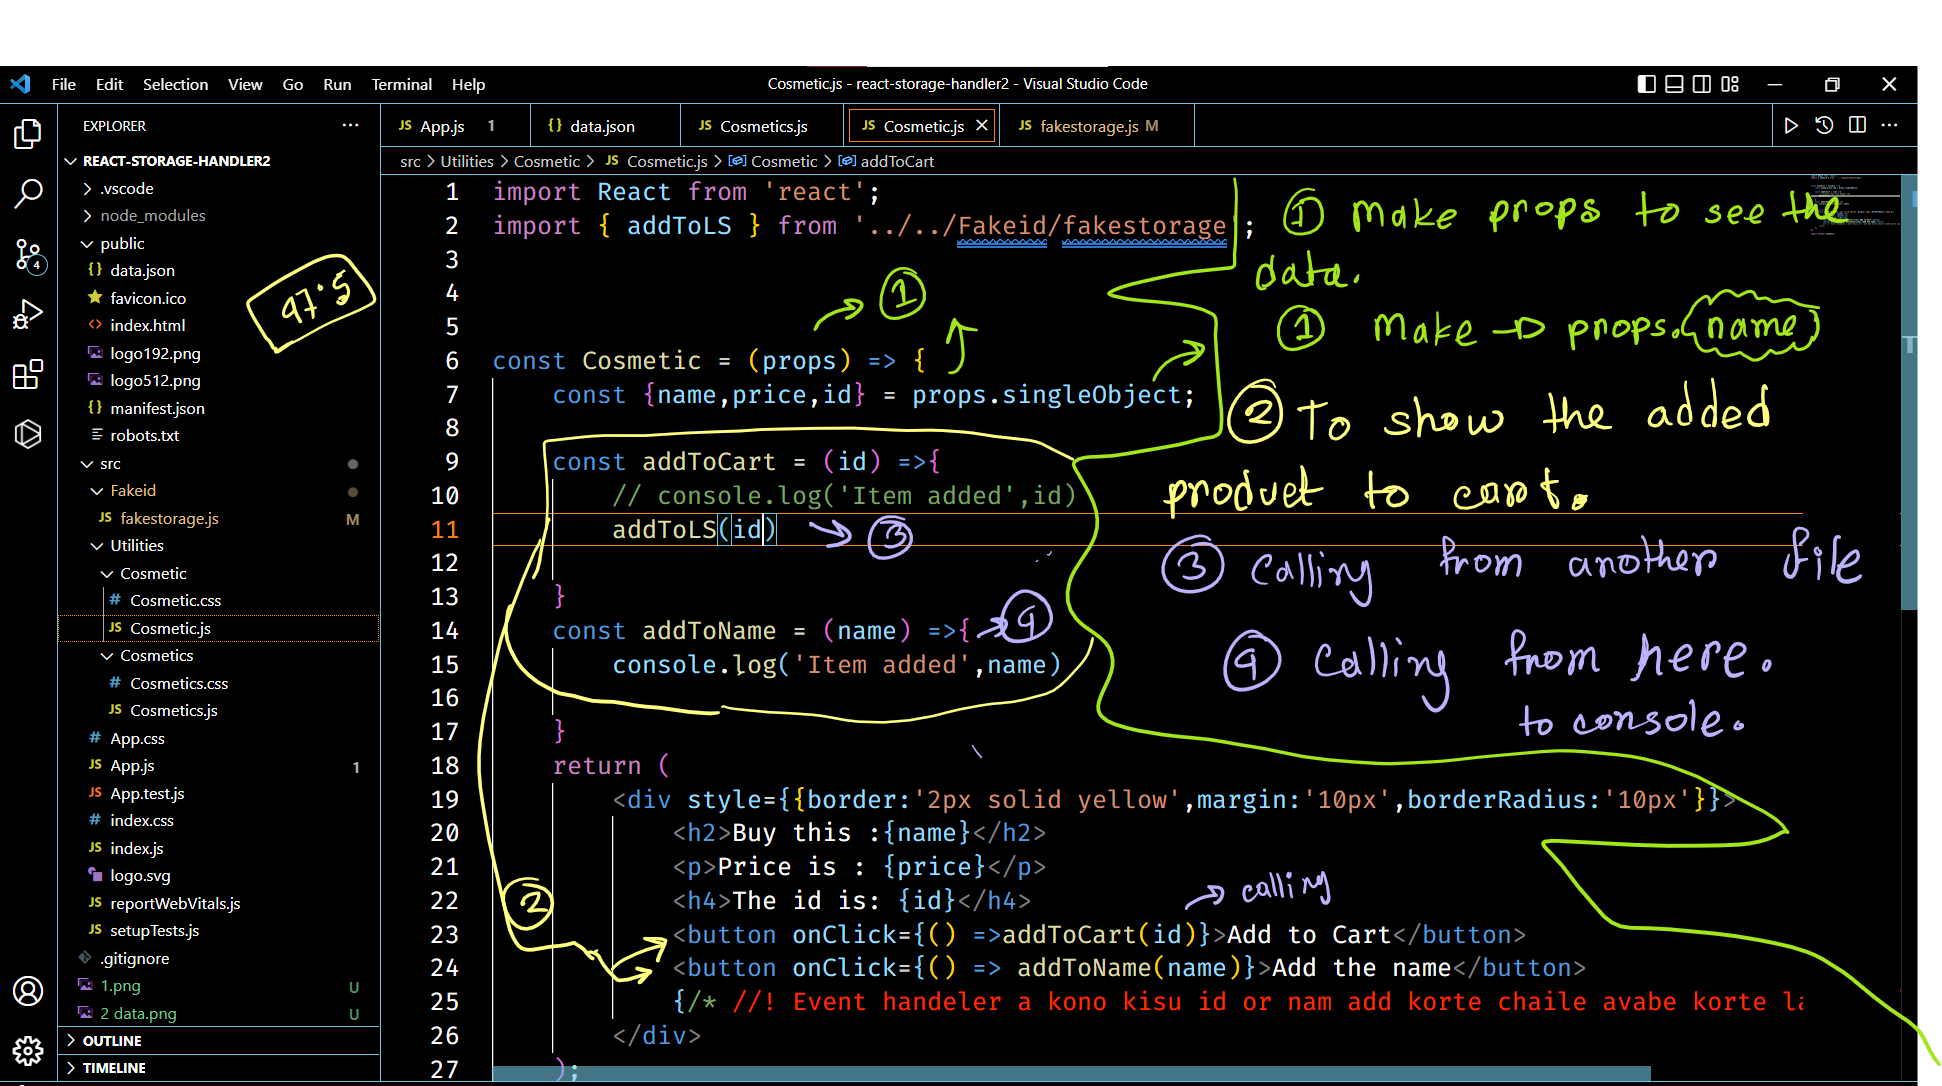 File Edit Selection View Go Run Terminal Help
Cosmetic.js - react-storage-handler2 - Visual Studio Code
EXPLORER
REACT-STORAGE-HANDLER2
.vscode
node_modules
public
{} data.json
favicon.ico
<> index.html
logo192.png
logo512.png
{} manifest.json
robots.txt
src
Fakeid
JS fakestorage.js M
Utilities
Cosmetic
# Cosmetic.css
JS Cosmetic.js
Cosmetics
# Cosmetics.css
JS Cosmetics.js
# App.css
JS App.js 1
JS App.test.js
# index.css
JS index.js
logo.svg
JS reportWebVitals.js
JS setupTests.js
.gitignore
1.png U
2 data.png U
OUTLINE
TIMELINE
4
97.5
JS App.js 1 {} data.json JS Cosmetics.js JS Cosmetic.js JS fakestorage.js M
src > Utilities > Cosmetic > JS Cosmetic.js > Cosmetic > addToCart
1 import React from 'react';
2 import { addToLS } from '../../Fakeid/fakestorage';
3
4
5
6 const Cosmetic = (props) => {
7 const {name,price,id} = props.singleObject;
8
9 const addToCart = (id) =>{
10 // console.log('Item added',id)
11 addToLS(id)
12
13 }
14 const addToName = (name) =>{
15 console.log('Item added',name)
16
17 }
18 return (
19 <div style={{border:'2px solid yellow',margin:'10px',borderRadius:'10px'}}>
20 <h2>Buy this :{name}</h2>
21 <p>Price is : {price}</p>
22 <h4>The id is: {id}</h4>
23 <button onClick={() =>addToCart(id)}>Add to Cart</button>
24 <button onClick={() => addToName(name)}>Add the name</button>
25 {/* //! Event handeler a kono kisu id or nam add korte chaile avabe korte la
26 </div>
27 );
1
3
4
2
calling
1 Make props to see the
data.
1 Make → props.name
2 To show the added
product to cart.
3 Calling from another file
4 Calling from here.
to console.